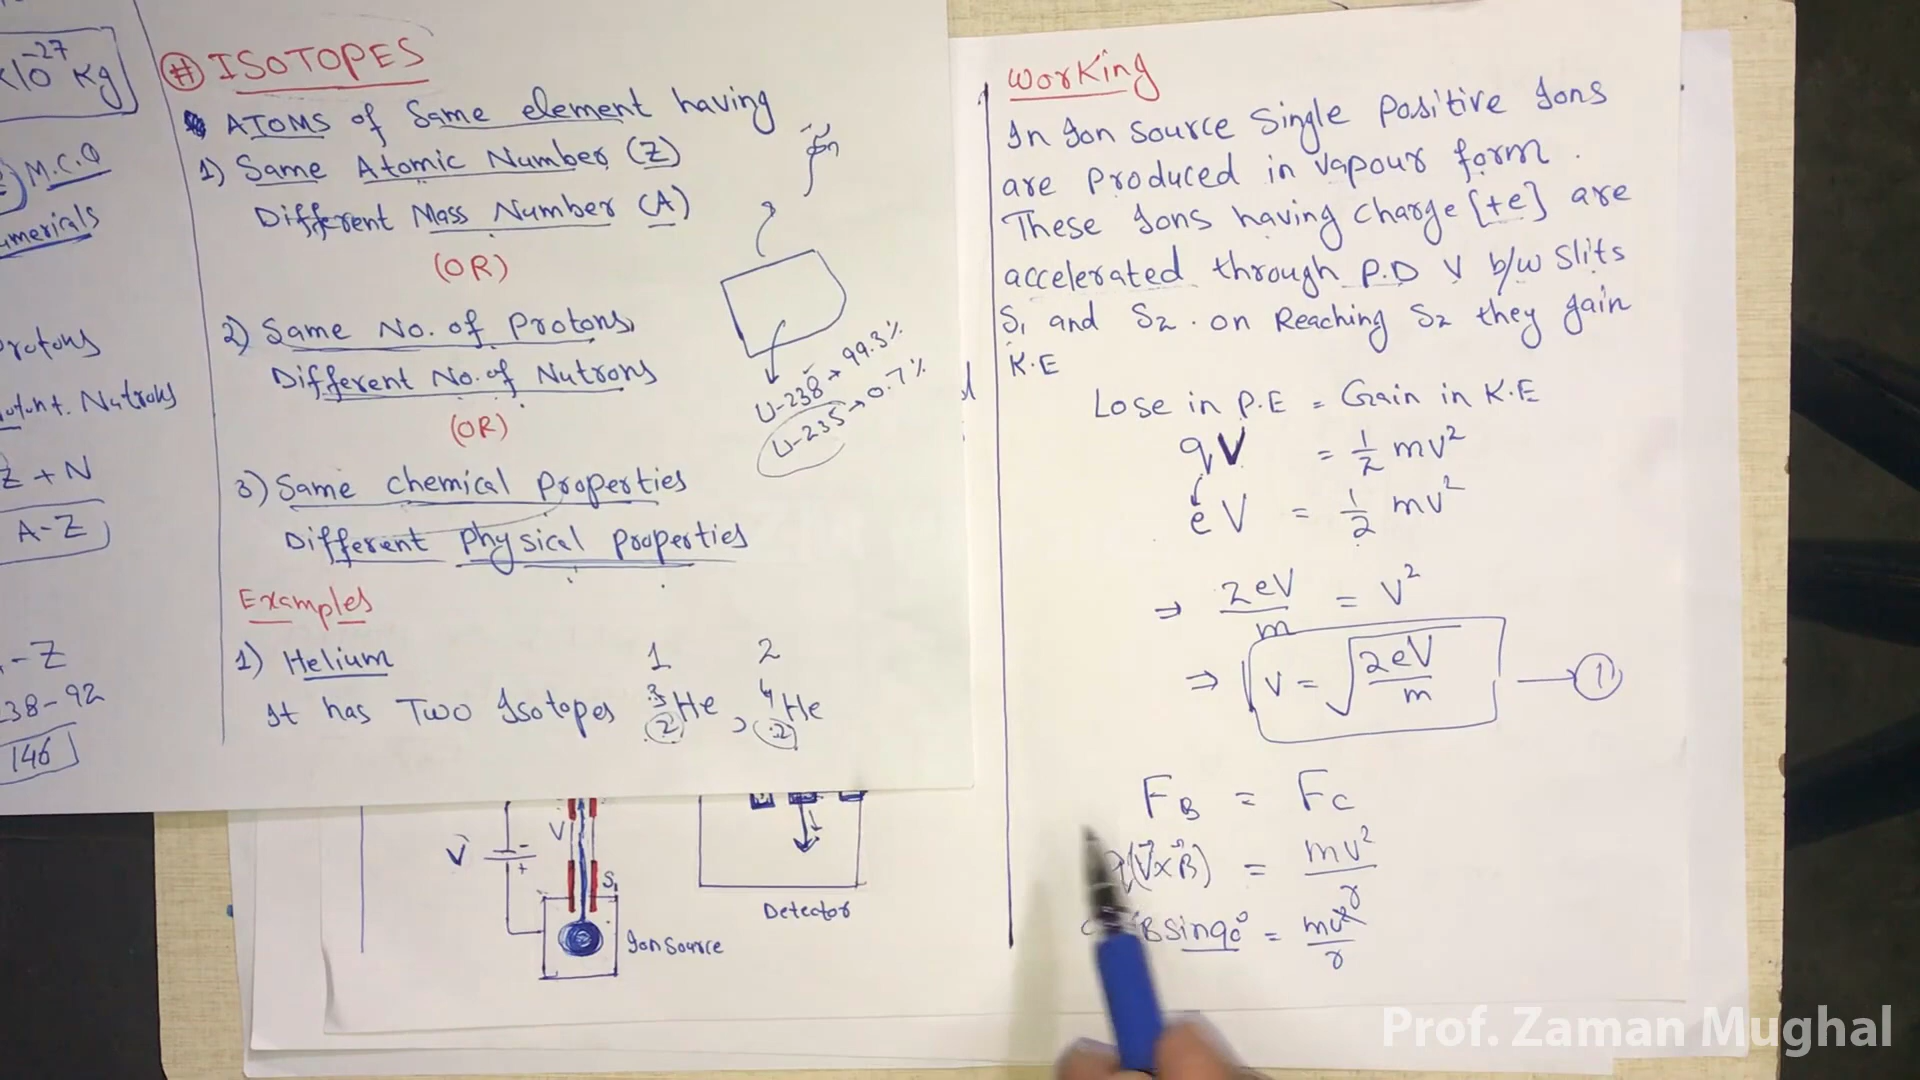 ×10⁻²⁷ Kg
M.C.Q
umericals
rotons
Nutrons
Z + N
A-Z
-Z
38-92
146
# ISOTOPES
ATOMS of Same element having
1) Same Atomic Number (Z)
Different Mass Number (A)
(OR)
2) Same No. of Protons
Different No. of Nutrons
(OR)
3) Same chemical Properties
Different Physical Properties
U-238 → 99.3%
U-235 → 0.7%
Examples
1) Helium 1 2
It has Two Isotopes ³₂He , ⁴₂He
V - + V S₁
Ion Source
Detector
Working
In Ion Source Single Positive Ions
are Produced in Vapour form.
These Ions having Charge [+e] are
accelerated through P.D V b/w Slits
S₁ and S₂. on Reaching S₂ they gain
K.E
Lose in P.E = Gain in K.E
qV = 1/2 mv²
eV = 1/2 mv²
⇒ 2eV/m = V²
⇒ V = √(2eV/m) → 1
F_B = F_C
(V⃗×B⃗) = mv²/r
B sin90° = mv²/r
Prof. Zaman Mughal